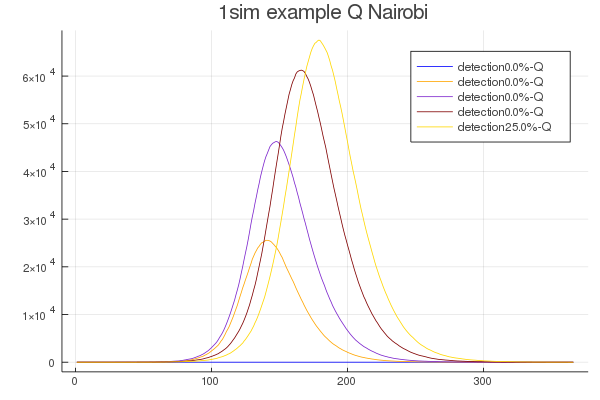 1sim example Q Nairobi
6×10 4
5×10 4
4×10 4
3×10 4
2×10 4
1×10 4
0
0
100
200
300
detection0.0%-Q
detection0.0%-Q
detection0.0%-Q
detection0.0%-Q
detection25.0%-Q